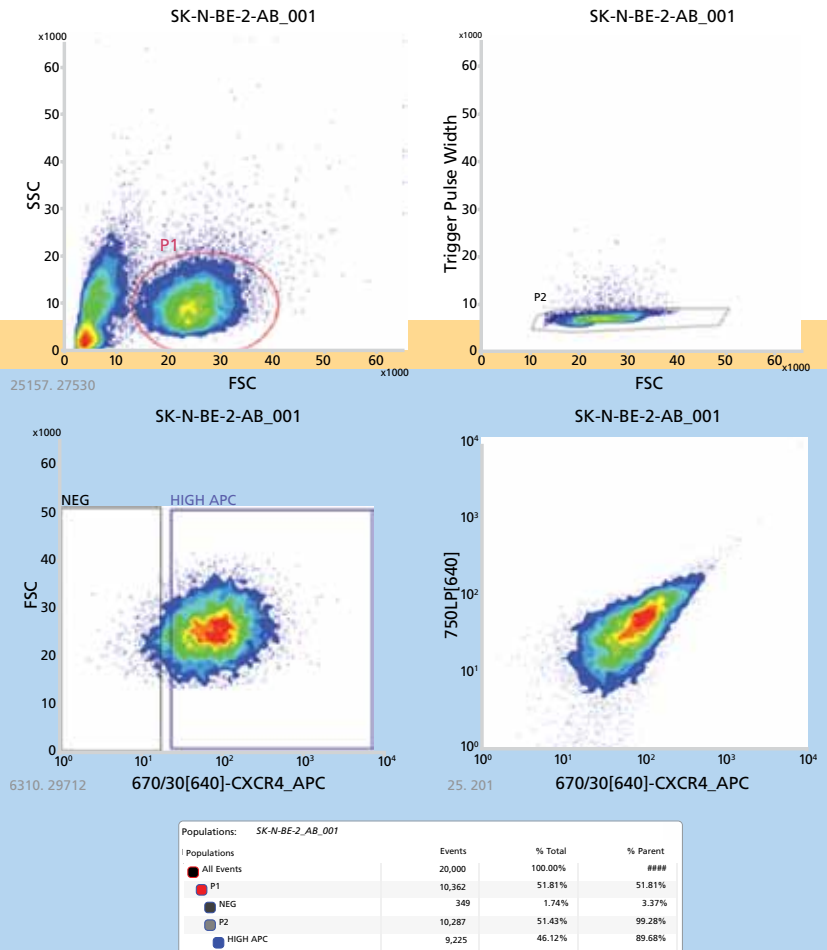 SK-N-BE-2-AB_001
x1000
60
50
40
30
20
10
0
SSC
P1
0 10 20 30 40 50 60
x1000
FSC
25157. 27530
SK-N-BE-2-AB_001
x1000
60
50
40
30
20
10
0
Trigger Pulse Width
P2
0 10 20 30 40 50 60
x1000
FSC
SK-N-BE-2-AB_001
x1000
60
50
40
30
20
10
0
FSC
NEG
HIGH APC
10⁰ 10¹ 10² 10³ 10⁴
6310. 29712
670/30[640]-CXCR4_APC
SK-N-BE-2-AB_001
10⁴
10³
10²
10¹
10⁰
750LP[640]
10⁰ 10¹ 10² 10³ 10⁴
25. 201
670/30[640]-CXCR4_APC
Populations: SK-N-BE-2_AB_001
Populations Events % Total % Parent
All Events 20,000 100.00% ####
P1 10,362 51.81% 51.81%
NEG 349 1.74% 3.37%
P2 10,287 51.43% 99.28%
HIGH APC 9,225 46.12% 89.68%